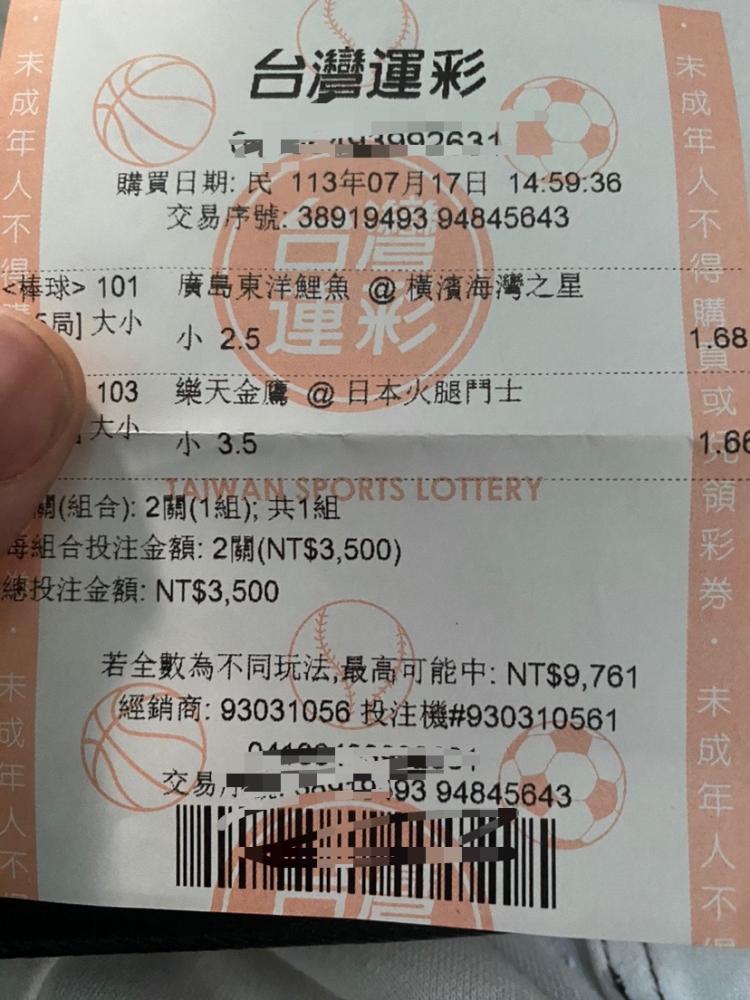 台灣運彩
購買日期: 民 113年07月17日 14:59:36
交易序號: 38919493 94845643
<棒球> 101 廣島東洋鯉魚 @ 橫濱海灣之星
局] 大小 小 2.5 1.68
103 樂天金鷹 @ 日本火腿鬥士
大小 小 3.5 1.66
TAIWAN SPORTS LOTTERY
關(組合): 2關(1組); 共1組
每組合投注金額: 2關(NT$3,500)
總投注金額: NT$3,500
若全數為不同玩法,最高可能中: NT$9,761
經銷商: 93031056 投注機#930310561
交易 94845643
台灣運彩
未成年人不得
未成年人不
未成年人不得購買或兌領彩券・
未成年人不